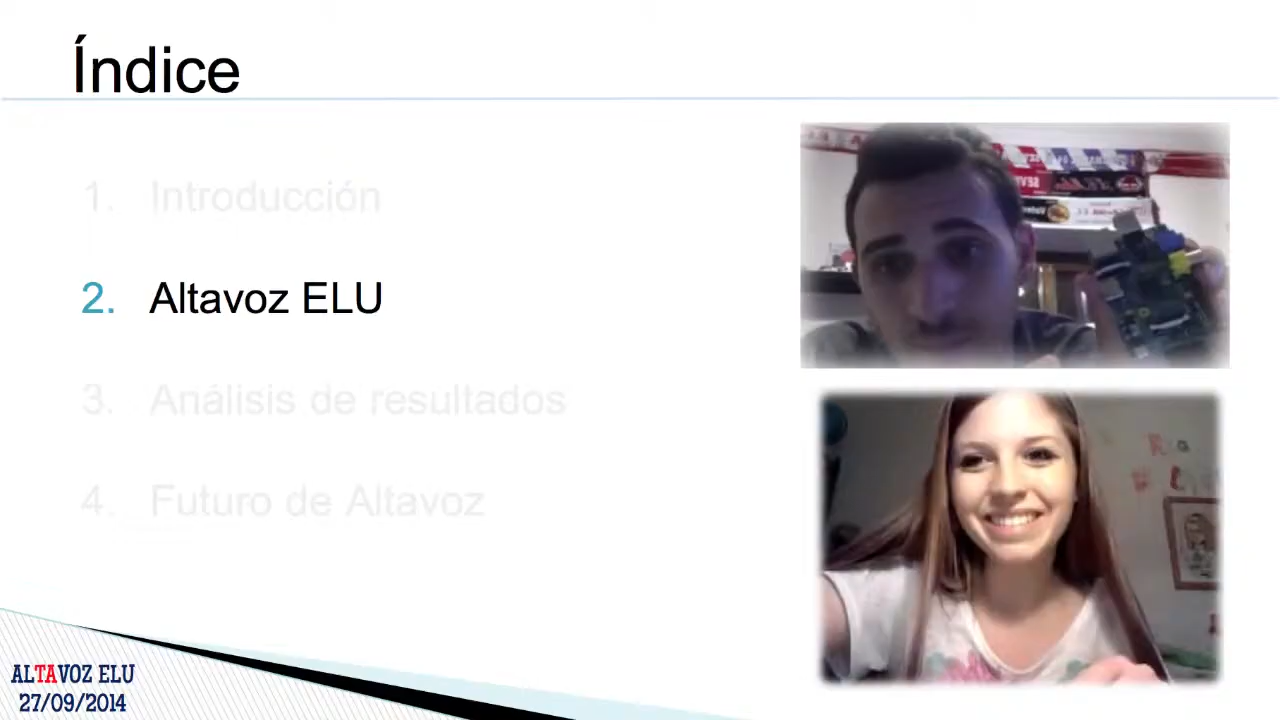 Índice
1. Introducción
2. Altavoz ELU
3. Análisis de resultados
4. Futuro de Altavoz
ALTAVOZ ELU
27/09/2014